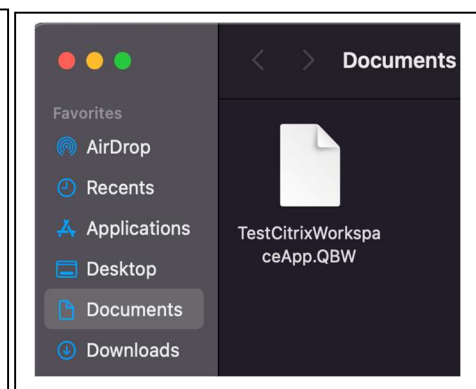 Documents
Favorites
AirDrop
Recents
Applications
Desktop
Documents
Downloads
TestCitrixWorkspa
ceApp.QBW